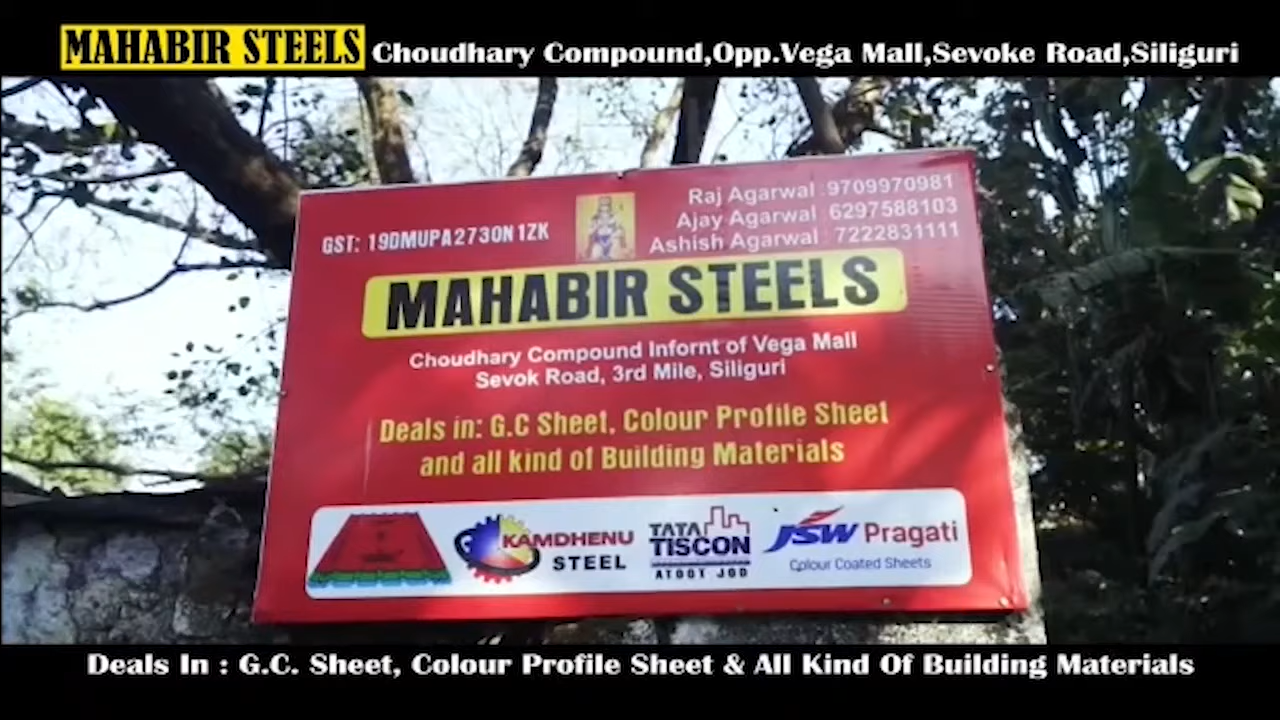 MAHABIR STEELS Choudhary Compound,Opp.Vega Mall,Sevoke Road,Siliguri
GST: 19DMUPA2730N1ZK
Raj Agarwal :9709970981
Ajay Agarwal : 6297588103
Ashish Agarwal : 7222831111
MAHABIR STEELS
Choudhary Compound Infornt of Vega Mall
Sevok Road, 3rd Mile, Siliguri
Deals in: G.C Sheet, Colour Profile Sheet
and all kind of Building Materials
KAMDHENU
STEEL
TATA
TISCON
ATOOT JOD
JSW Pragati
Colour Coated Sheets
Deals In : G.C. Sheet, Colour Profile Sheet & All Kind Of Building Materials